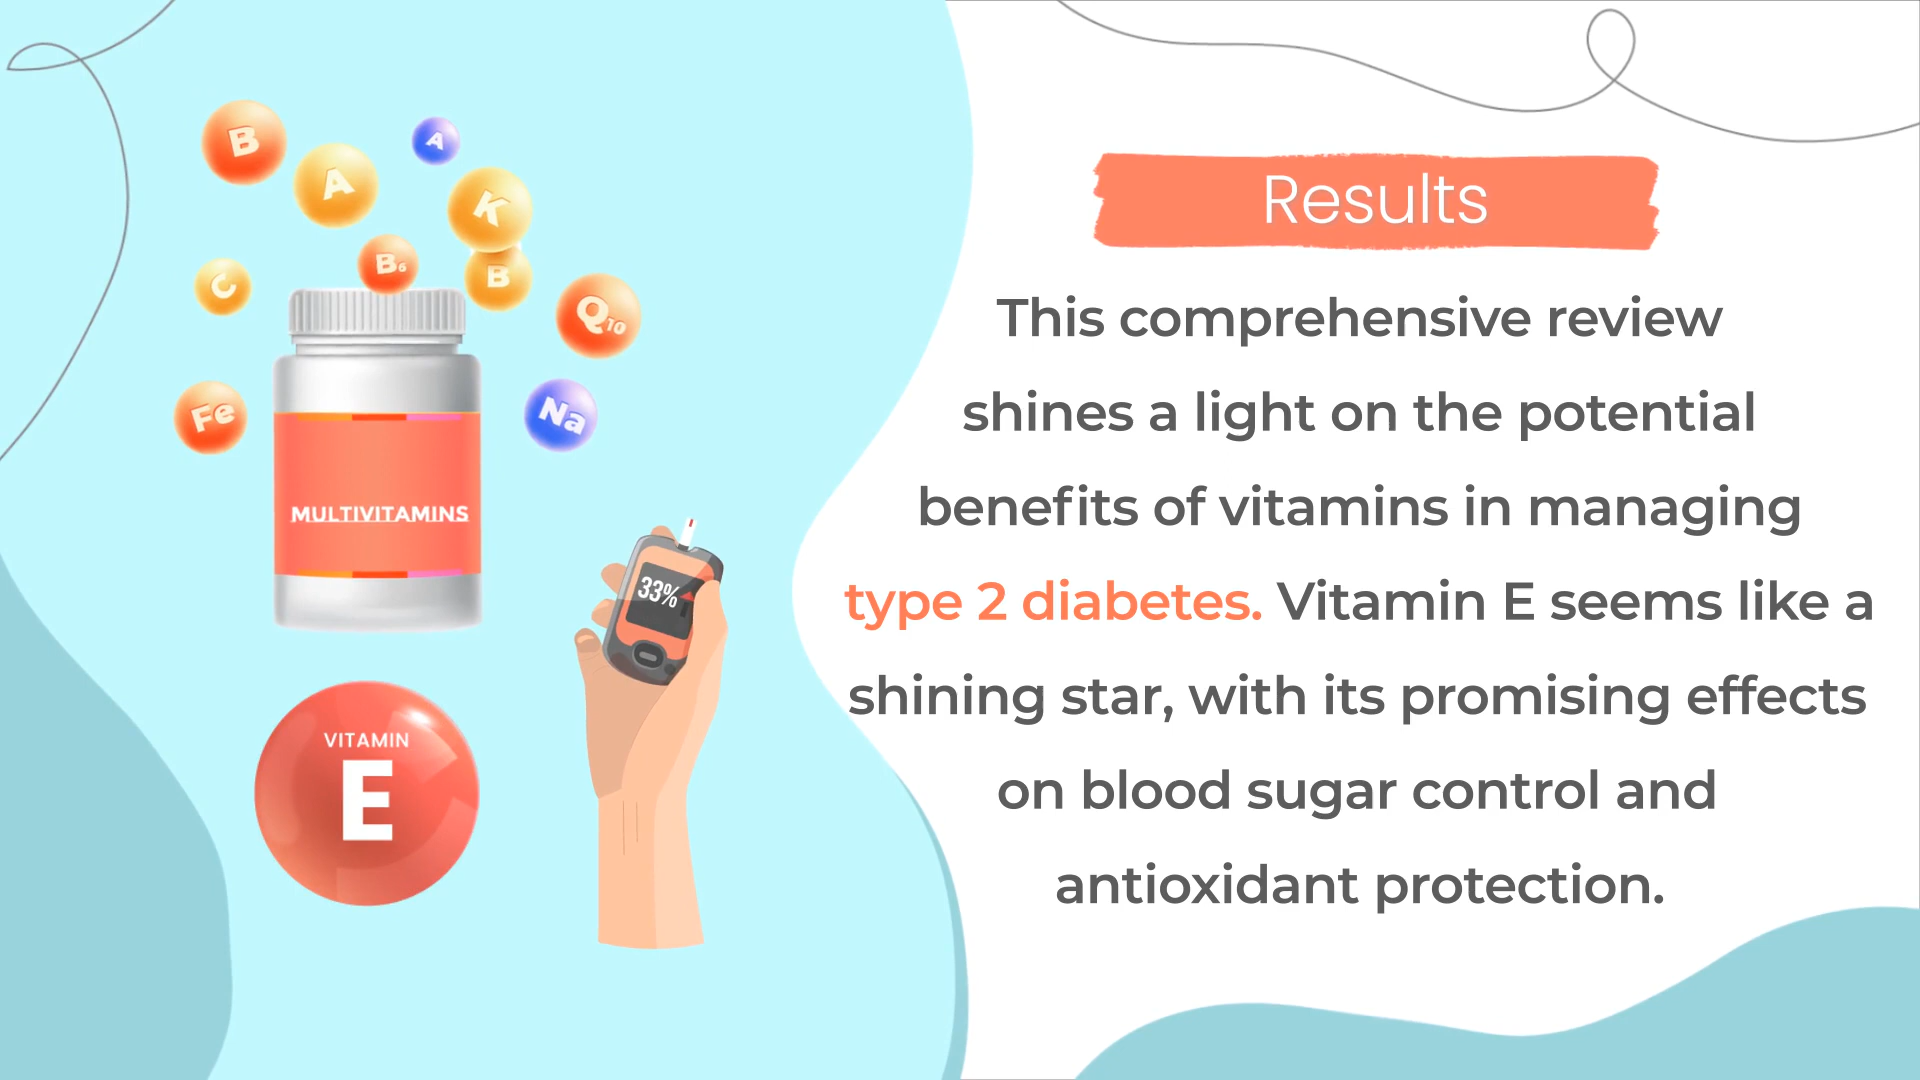 B
A
A
K
B6
B
C
Q10
Fe
Na
MULTIVITAMINS
33%
VITAMIN
E
Results
This comprehensive review
shines a light on the potential
benefits of vitamins in managing
type 2 diabetes. Vitamin E seems like a
shining star, with its promising effects
on blood sugar control and
antioxidant protection.